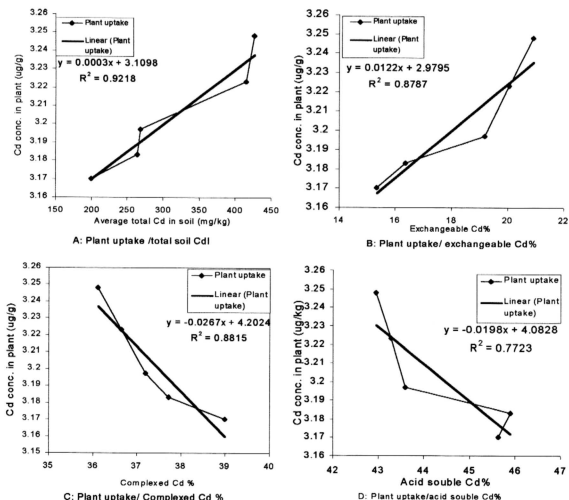 3.26
3.25
3.24
3.23
3.22
3.21
3.2
3.19
3.18
3.17
3.16
Cd conc. in plant (ug/g)
Plant uptake
Linear (Plant
uptake)
y = 0.0003x + 3.1098
R² = 0.9218
150 200 250 300 350 400 450
Average total Cd in soil (mg/kg)
A: Plant uptake /total soil Cdl
3.26
3.25
3.24
3.23
3.22
3.21
3.2
3.19
3.18
3.17
3.16
Cd conc. in plant (ug/g)
Plant uptake
Linear (Plant
uptake)
y = 0.0122x + 2.9795
R² = 0.8787
14 16 18 20 22
Exchangeable Cd%
B: Plant uptake/ exchangeable Cd%
3.26
3.25
3.24
3.23
3.22
3.21
3.2
3.19
3.18
3.17
3.16
3.15
Cd conc. in plant (ug/g)
Plant uptake
Linear (Plant
uptake)
y = -0.0267x + 4.2024
R² = 0.8815
35 36 37 38 39 40
Complexed Cd %
C: Plant uptake/ Complexed Cd %
3.26
3.25
3.24
3.23
3.22
3.21
3.2
3.19
3.18
3.17
3.16
Cd conc. in plant (ug/kg)
Plant uptake
Linear (Plant
uptake)
y = -0.0198x + 4.0828
R² = 0.7723
42 43 44 45 46 47
Acid souble Cd%
D: Plant uptake/acid souble Cd%